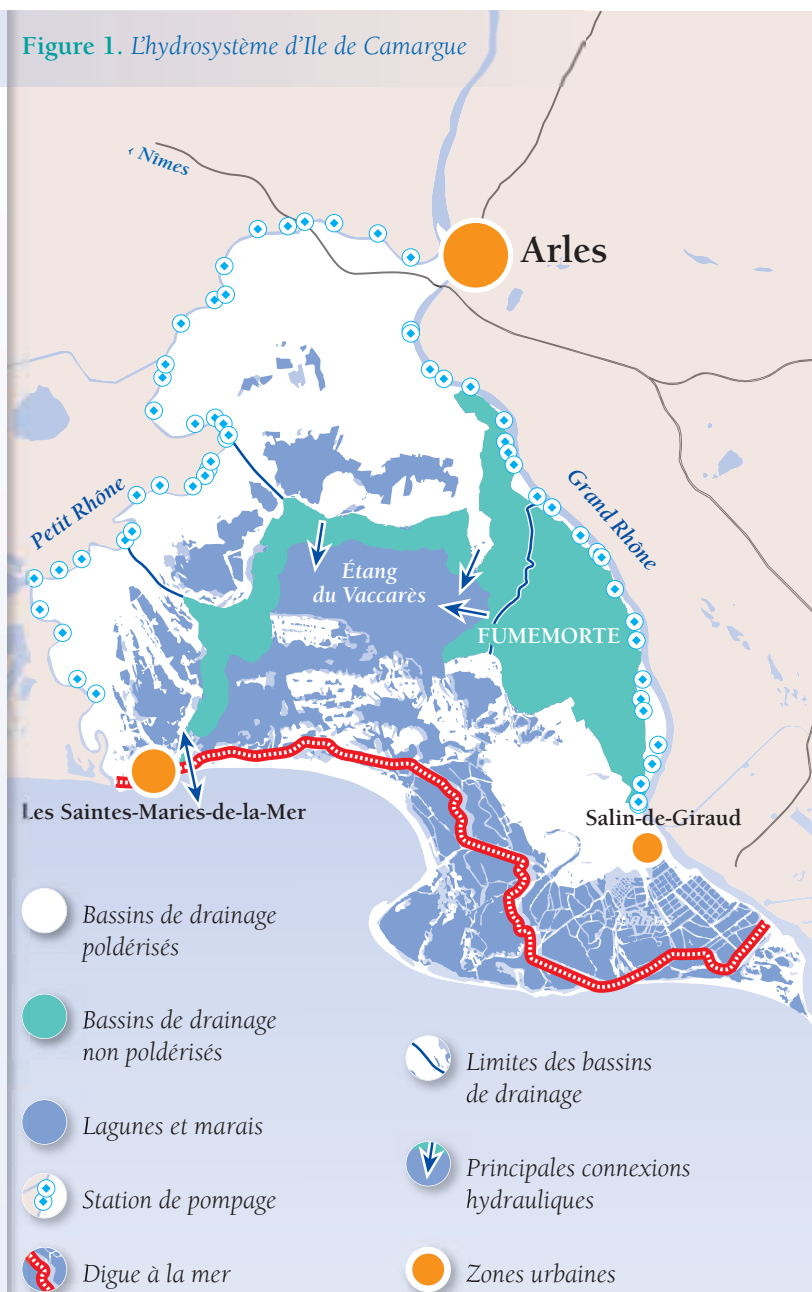 Figure 1. L'hydrosystème d'Ile de Camargue
‹ Nîmes
Arles
Petit Rhône
Grand Rhône
Étang
du Vaccarès
FUMEMORTE
Les Saintes-Maries-de-la-Mer
Salin-de-Giraud
Bassins de drainage
poldérisés
Bassins de drainage
non poldérisés
Lagunes et marais
Station de pompage
Digue à la mer
Limites des bassins
de drainage
Principales connexions
hydrauliques
Zones urbaines